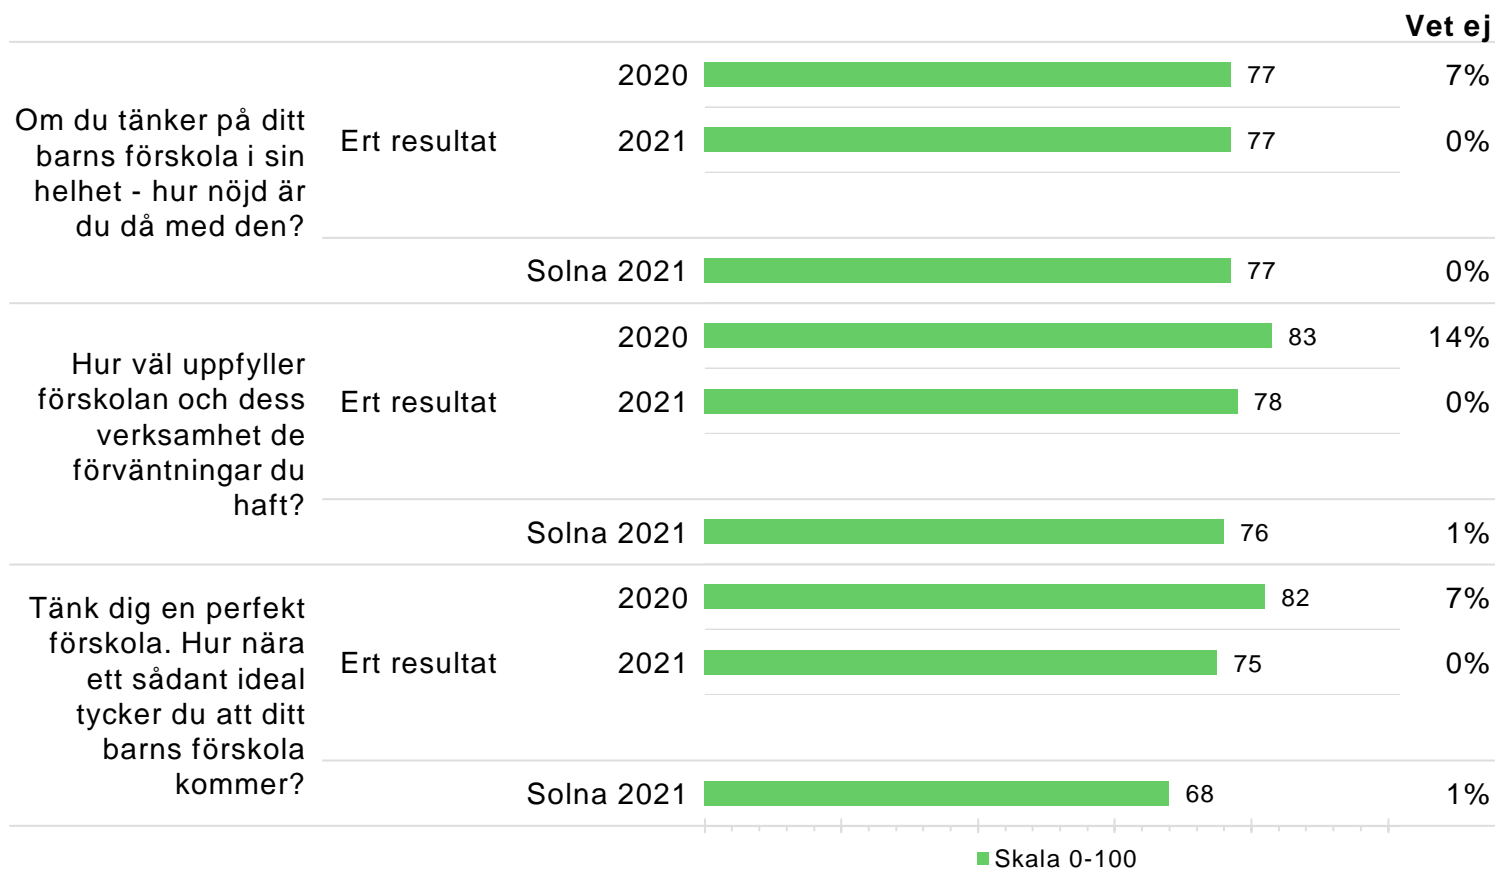 Vet ej
Om du tänker på ditt
barns förskola i sin
helhet - hur nöjd är
du då med den?
Ert resultat
2020 77 7%
2021 77 0%
Solna 2021 77 0%
Hur väl uppfyller
förskolan och dess
verksamhet de
förväntningar du
haft?
Ert resultat
2020 83 14%
2021 78 0%
Solna 2021 76 1%
Tänk dig en perfekt
förskola. Hur nära
ett sådant ideal
tycker du att ditt
barns förskola
kommer?
Ert resultat
2020 82 7%
2021 75 0%
Solna 2021 68 1%
Skala 0-100